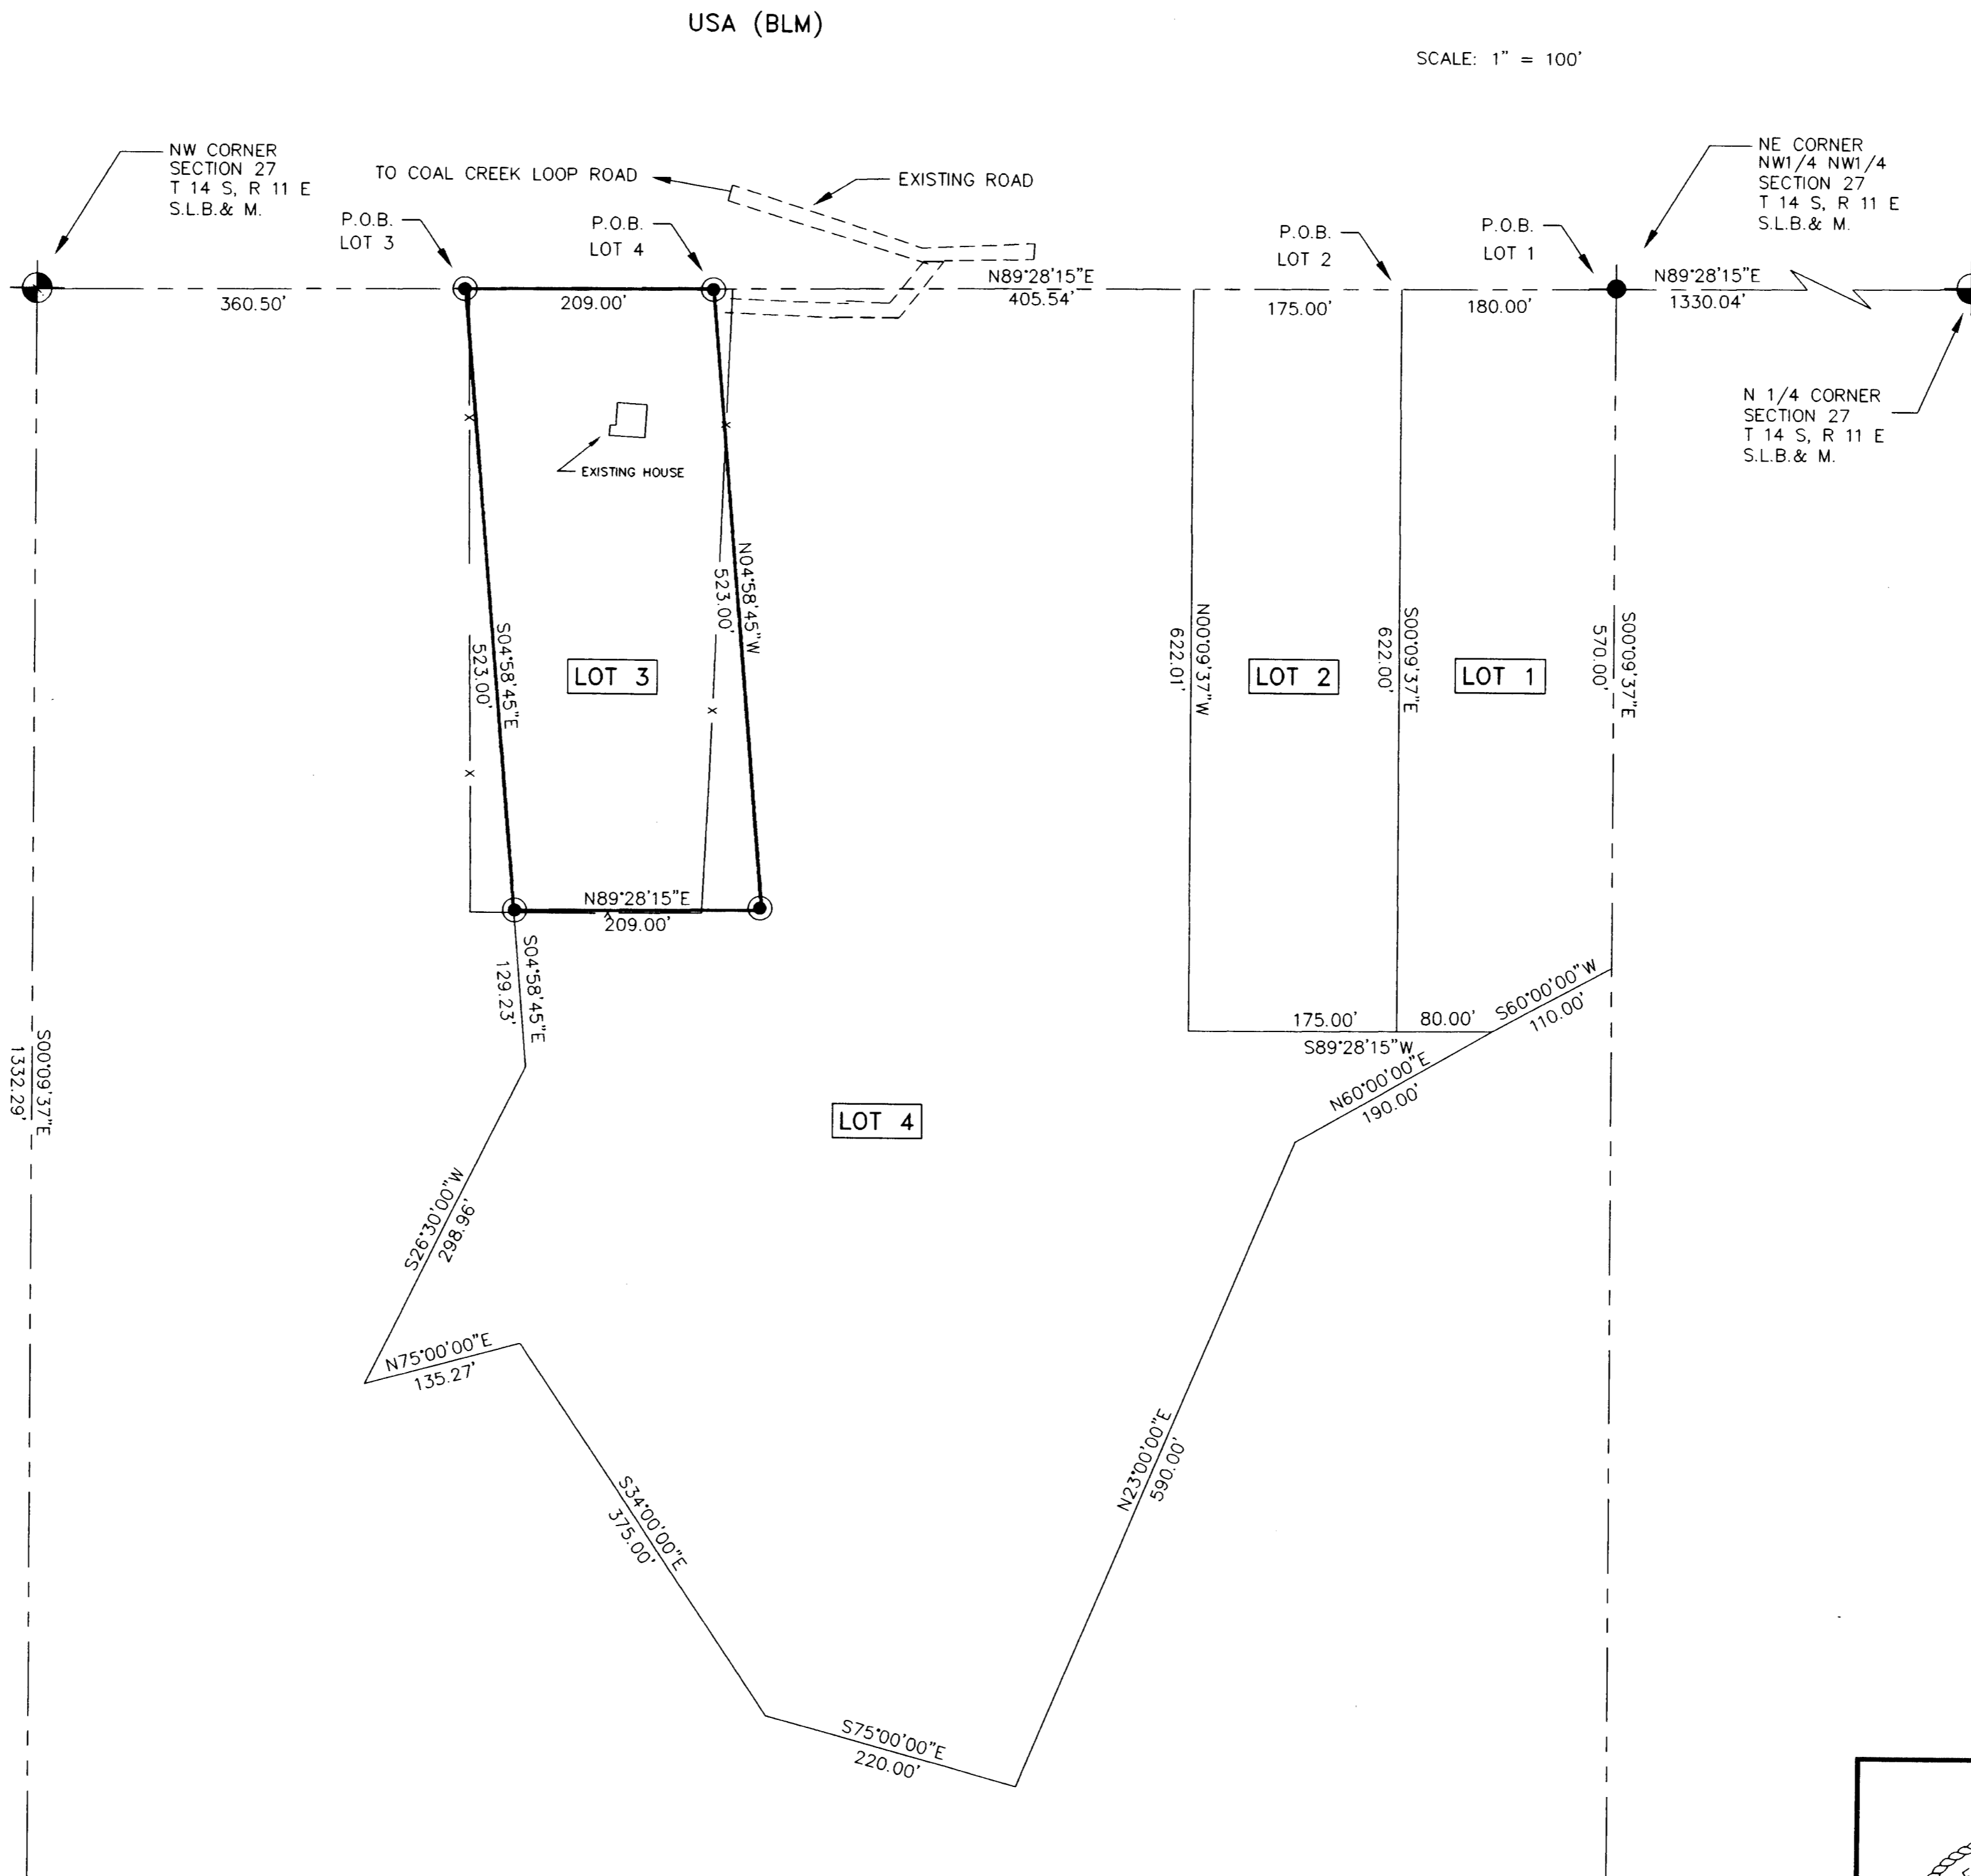 USA (BLM)
SCALE: 1" = 100'
NW CORNER
SECTION 27
T 14 S, R 11 E
S.L.B.& M.
TO COAL CREEK LOOP ROAD
EXISTING ROAD
NE CORNER
NW1/4 NW1/4
SECTION 27
T 14 S, R 11 E
S.L.B.& M.
P.O.B.
LOT 3
P.O.B.
LOT 4
P.O.B.
LOT 2
P.O.B.
LOT 1
N89°28'15"E
N89°28'15"E
360.50'
209.00'
405.54'
175.00'
180.00'
1330.04'
N 1/4 CORNER
SECTION 27
T 14 S, R 11 E
S.L.B.& M.
EXISTING HOUSE
S04°58'45"E
523.00'
LOT 3
N04°58'45"W
523.00'
N00°09'37"W
622.01'
LOT 2
S00°09'37"E
622.00'
LOT 1
S00°09'37"E
570.00'
N89°28'15"E
209.00'
S04°58'45"E
129.23'
S60°00'00"W
110.00'
175.00'
80.00'
S89°28'15"W
N60°00'00"E
190.00'
S00°09'37"E
1332.29'
LOT 4
S26°30'00"W
298.96'
N75°00'00"E
135.27'
S34°00'00"E
375.00'
N23°00'00"E
590.00'
S75°00'00"E
220.00'